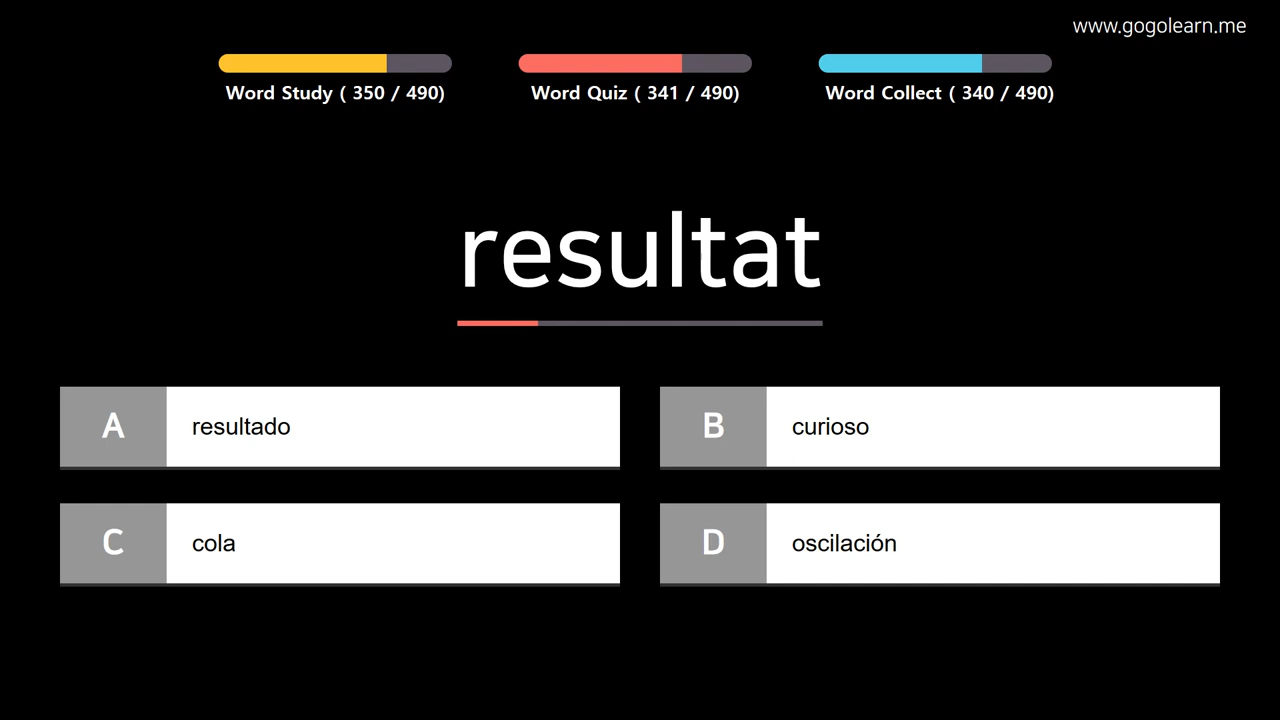 www.gogolearn.me
Word Study ( 350 / 490)
Word Quiz ( 341 / 490)
Word Collect ( 340 / 490)
resultat
A resultado
B curioso
C cola
D oscilación